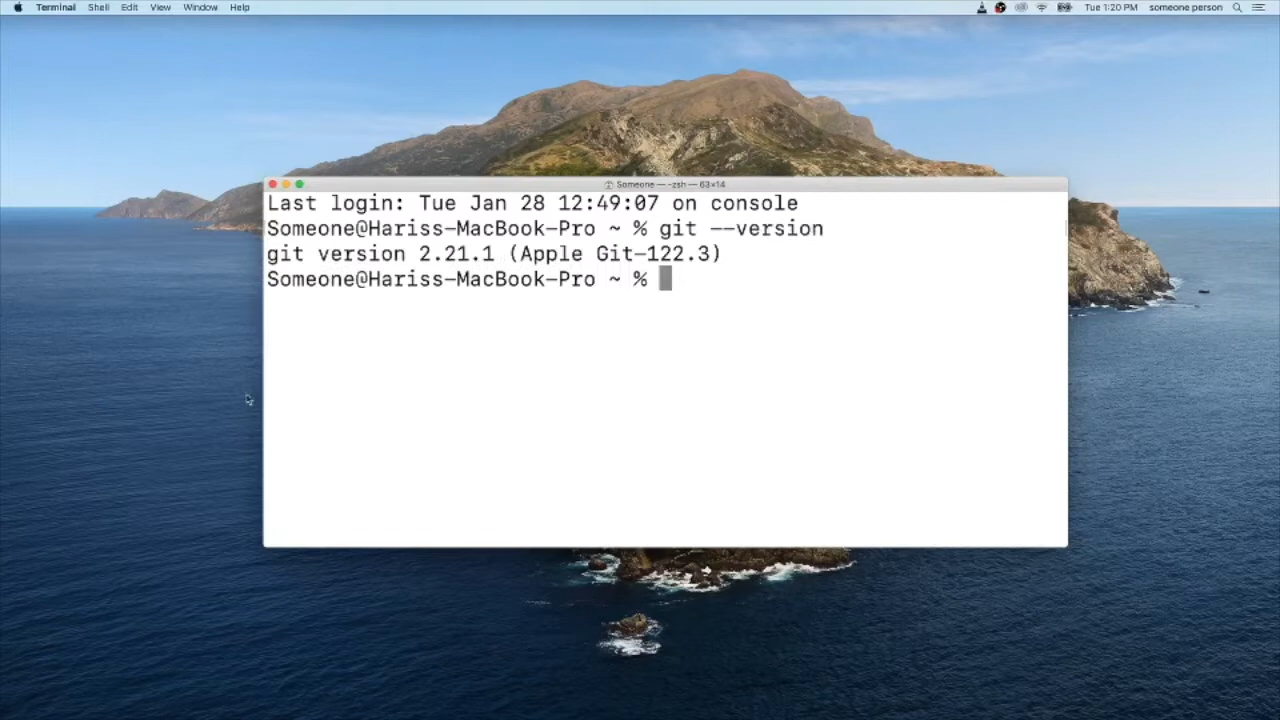 Terminal Shell Edit View Window Help Tue 1:20 PM someone person
Someone — -zsh — 63×14
Last login: Tue Jan 28 12:49:07 on console
Someone@Hariss-MacBook-Pro ~ % git --version
git version 2.21.1 (Apple Git-122.3)
Someone@Hariss-MacBook-Pro ~ %